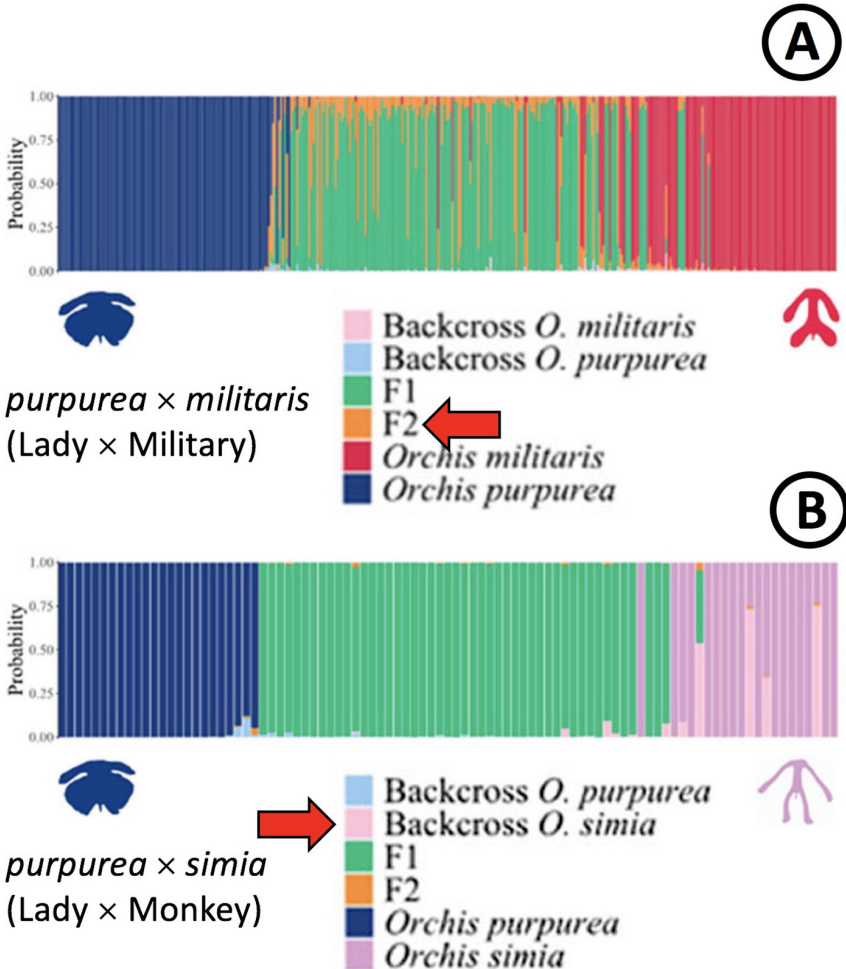 A
1.00
0.75
0.50
0.25
0.00
Probability
Backcross O. militaris
Backcross O. purpurea
F1
F2
Orchis militaris
Orchis purpurea
purpurea × militaris
(Lady × Military)
B
1.00
0.75
0.50
0.25
0.00
Probability
Backcross O. purpurea
Backcross O. simia
F1
F2
Orchis purpurea
Orchis simia
purpurea × simia
(Lady × Monkey)